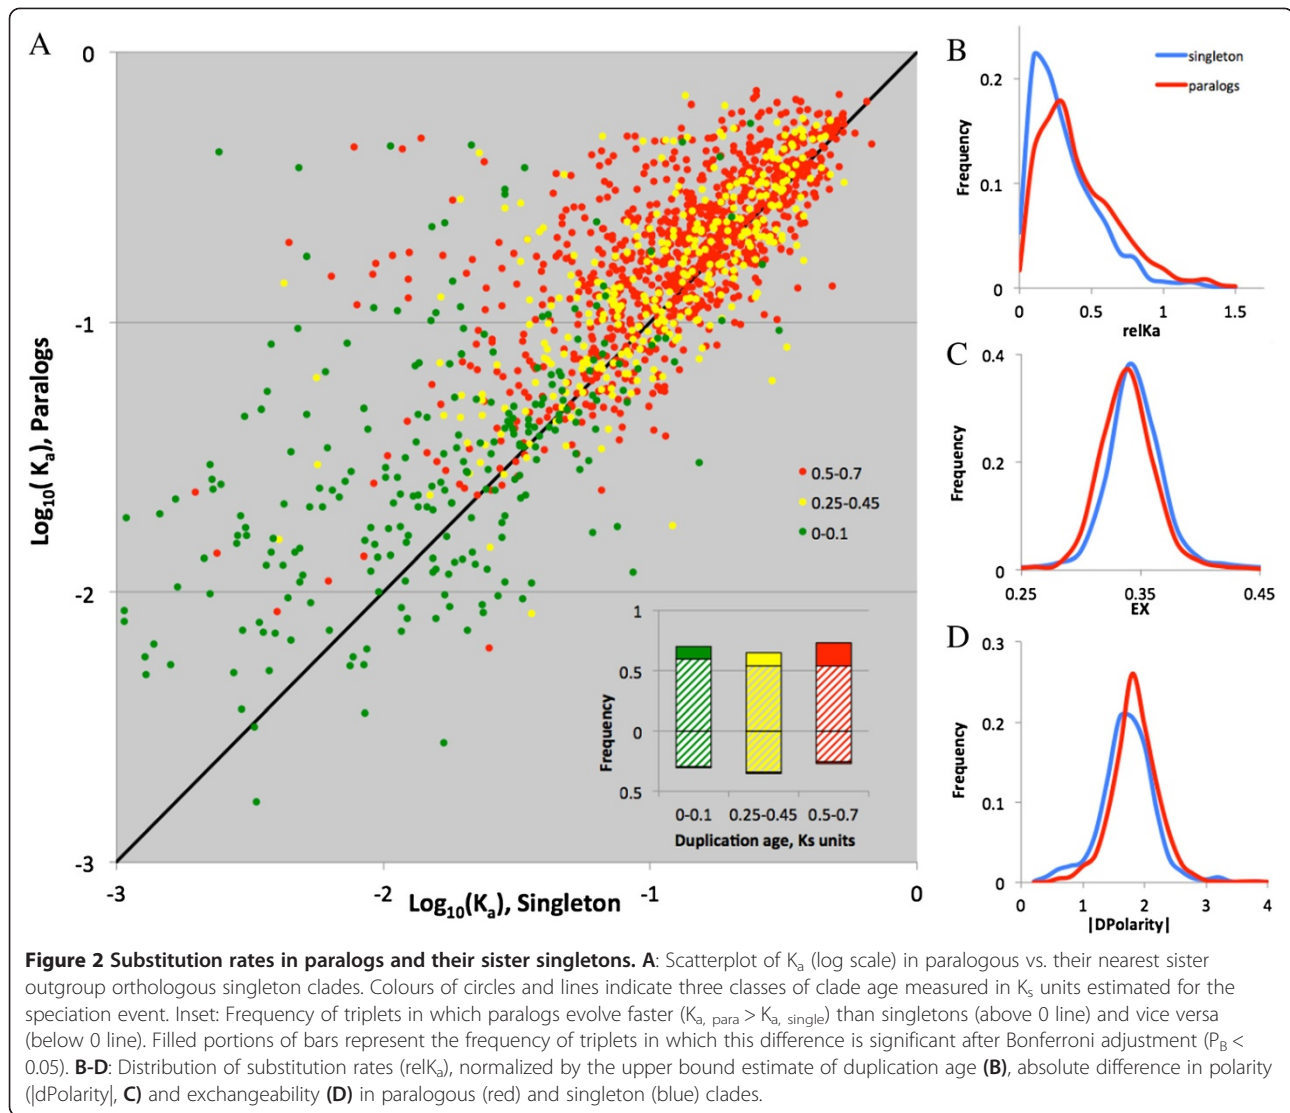 A
0
-1
-2
-3
Log10(Ka), Paralogs
-3
-2
-1
0
Log10(Ka), Singleton
0.5-0.7
0.25-0.45
0-0.1
1
0.5
0
0.5
Frequency
0-0.1 0.25-0.45 0.5-0.7
Duplication age, Ks units
B
singleton
paralogs
0.2
0.1
0
Frequency
0 0.5 1 1.5
relKa
C
0.4
0.2
0
Frequency
0.25 0.35 0.45
EX
D
0.3
0.2
0.1
0
Frequency
0 1 2 3 4
|DPolarity|
Figure 2 Substitution rates in paralogs and their sister singletons. A: Scatterplot of Ka (log scale) in paralogous vs. their nearest sister
outgroup orthologous singleton clades. Colours of circles and lines indicate three classes of clade age measured in Ks units estimated for the
speciation event. Inset: Frequency of triplets in which paralogs evolve faster (Ka, para > Ka, single) than singletons (above 0 line) and vice versa
(below 0 line). Filled portions of bars represent the frequency of triplets in which this difference is significant after Bonferroni adjustment (PB <
0.05). B-D: Distribution of substitution rates (relKa), normalized by the upper bound estimate of duplication age (B), absolute difference in polarity
(|dPolarity|, C) and exchangeability (D) in paralogous (red) and singleton (blue) clades.